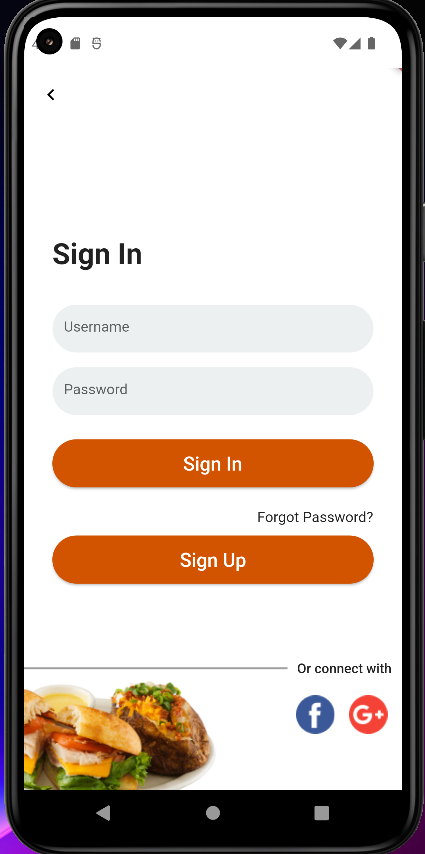 Sign In
Username
Password
Sign In
Forgot Password?
Sign Up
Or connect with
f G+